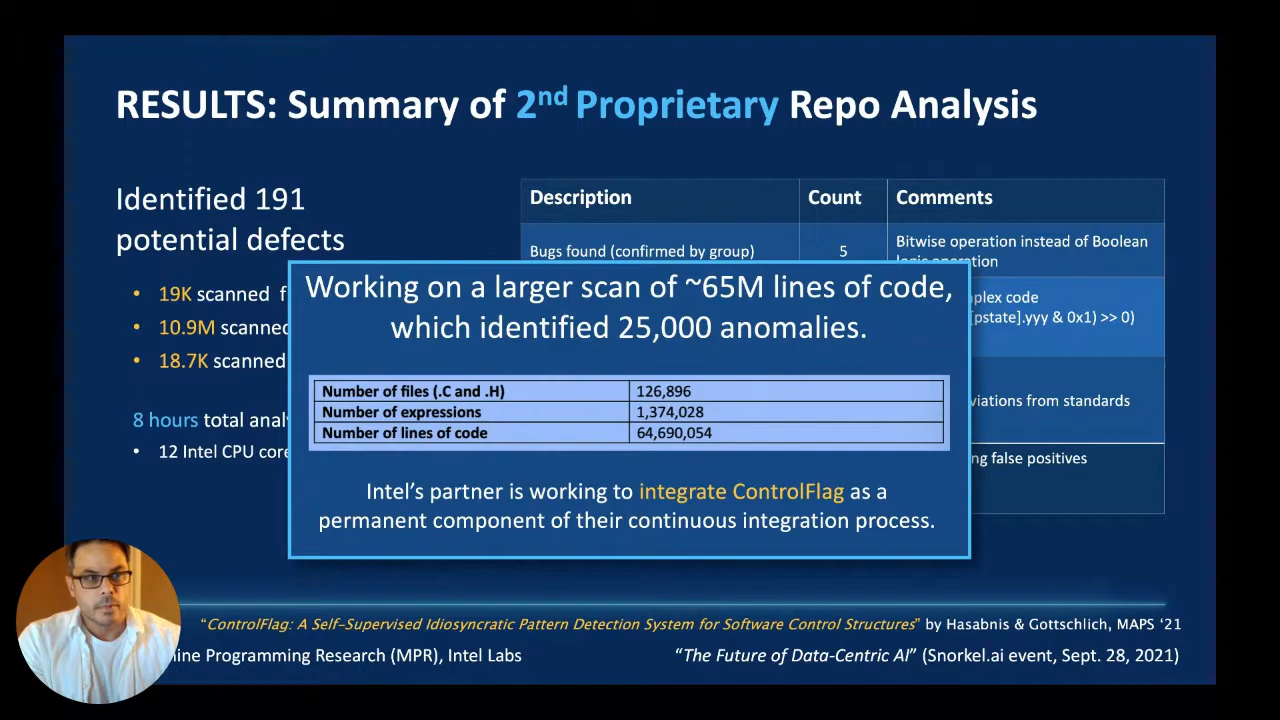 RESULTS: Summary of 2nd Proprietary Repo Analysis
Identified 191
potential defects
• 19K scanned
• 10.9M scanned
• 18.7K scanned
8 hours total
• 12 Intel CPU
Description Count Comments
Bugs found (confirmed by group) 5 Bitwise operation instead of Boolean
logic operation
code
[pstate].yyy & 0x1) >> 0)
from standards
false positives
Working on a larger scan of ~65M lines of code,
which identified 25,000 anomalies.
Number of files (.C and .H) 126,896
Number of expressions 1,374,028
Number of lines of code 64,690,054
Intel's partner is working to integrate ControlFlag as a
permanent component of their continuous integration process.
"ControlFlag: A Self-Supervised Idiosyncratic Pattern Detection System for Software Control Structures" by Hasabnis & Gottschlich, MAPS '21
Programming Research (MPR), Intel Labs
"The Future of Data-Centric AI" (Snorkel.ai event, Sept. 28, 2021)